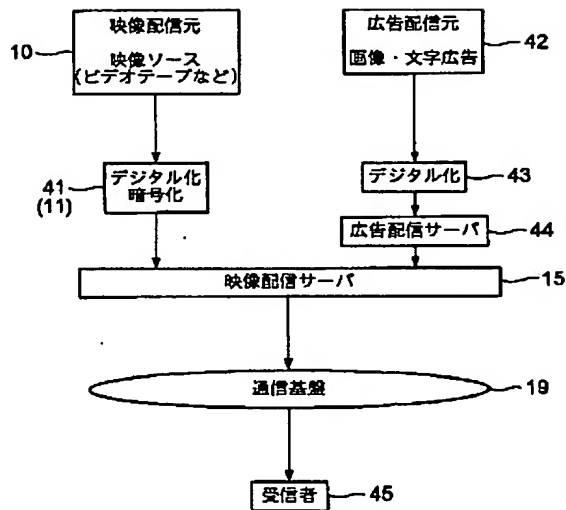 10
映像配信元
映像ソース
(ビデオテープなど)
広告配信元
画像・文字広告
42
41
(11)
デジタル化
暗号化
デジタル化
43
広告配信サーバ
44
映像配信サーバ
15
通信基盤
19
受信者
45